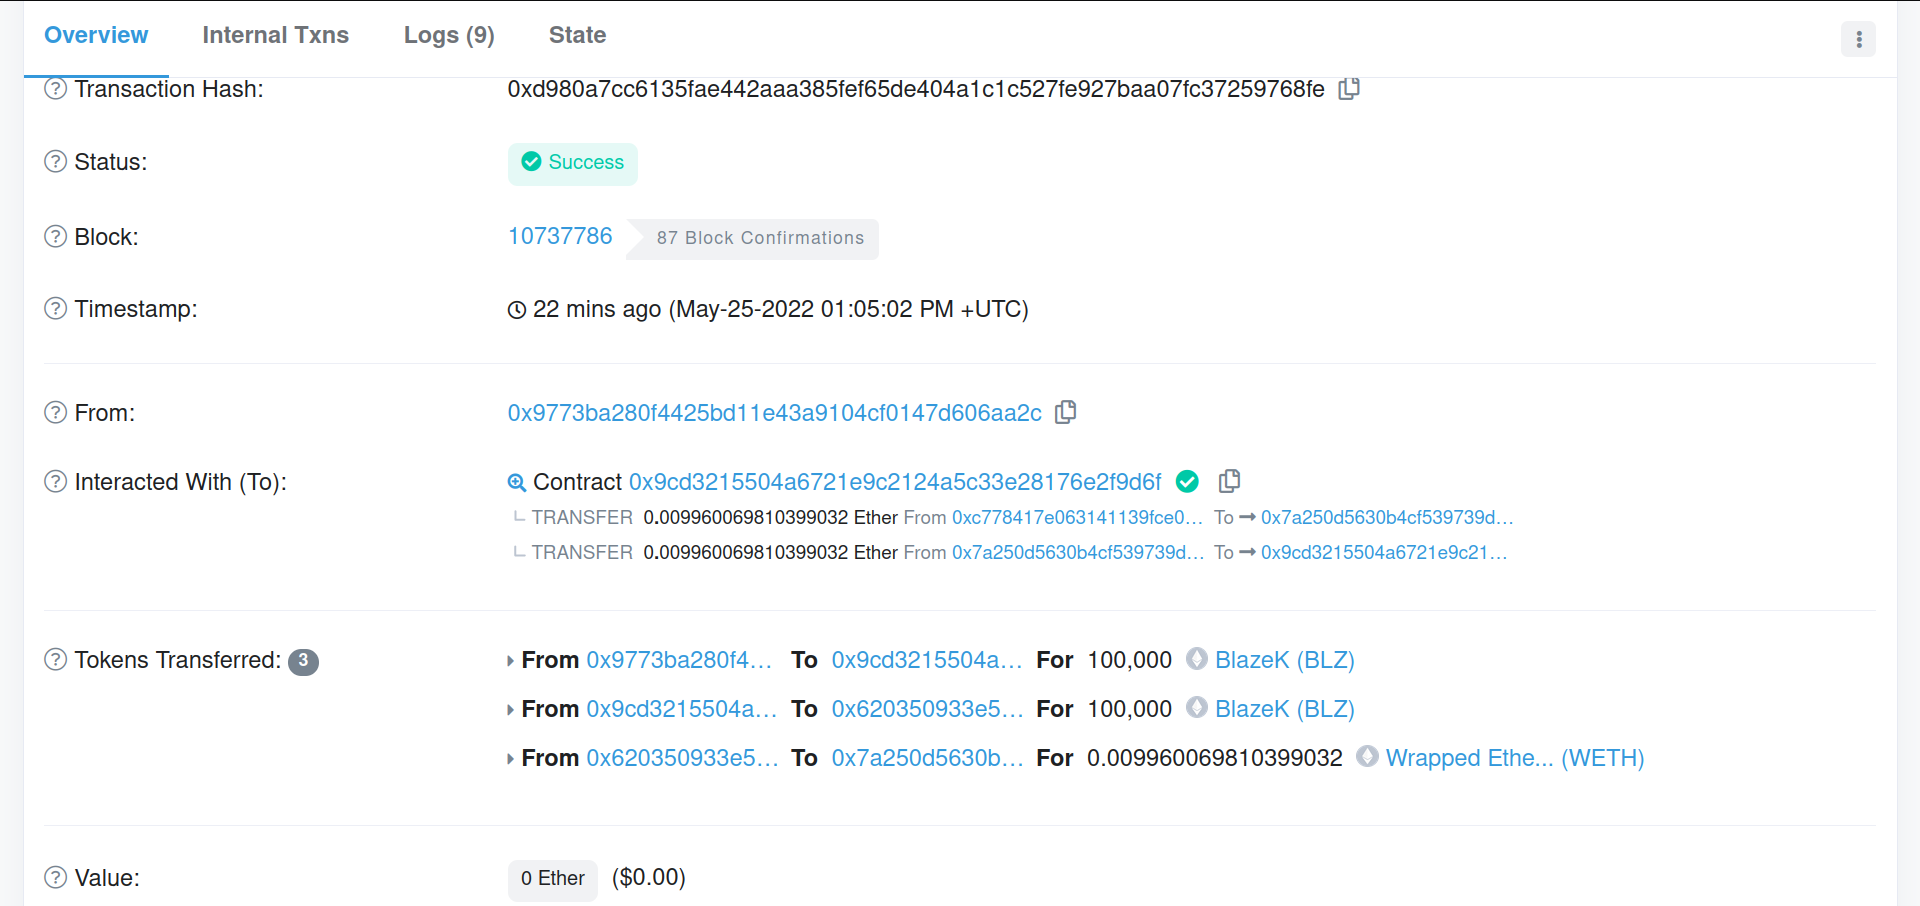 Overview Internal Txns Logs (9) State
Transaction Hash: 0xd980a7cc6135fae442aaa385fef65de404a1c1c527fe927baa07fc37259768fe
Status: Success
Block: 10737786 87 Block Confirmations
Timestamp: 22 mins ago (May-25-2022 01:05:02 PM +UTC)
From: 0x9773ba280f4425bd11e43a9104cf0147d606aa2c
Interacted With (To): Contract 0x9cd3215504a6721e9c2124a5c33e28176e2f9d6f
TRANSFER 0.009960069810399032 Ether From 0xc778417e063141139fce0... To 0x7a250d5630b4cf539739d...
TRANSFER 0.009960069810399032 Ether From 0x7a250d5630b4cf539739d... To 0x9cd3215504a6721e9c21...
Tokens Transferred: 3 From 0x9773ba280f4... To 0x9cd3215504a... For 100,000 BlazeK (BLZ)
From 0x9cd3215504a... To 0x620350933e5... For 100,000 BlazeK (BLZ)
From 0x620350933e5... To 0x7a250d5630b... For 0.009960069810399032 Wrapped Ethe... (WETH)
Value: 0 Ether ($0.00)